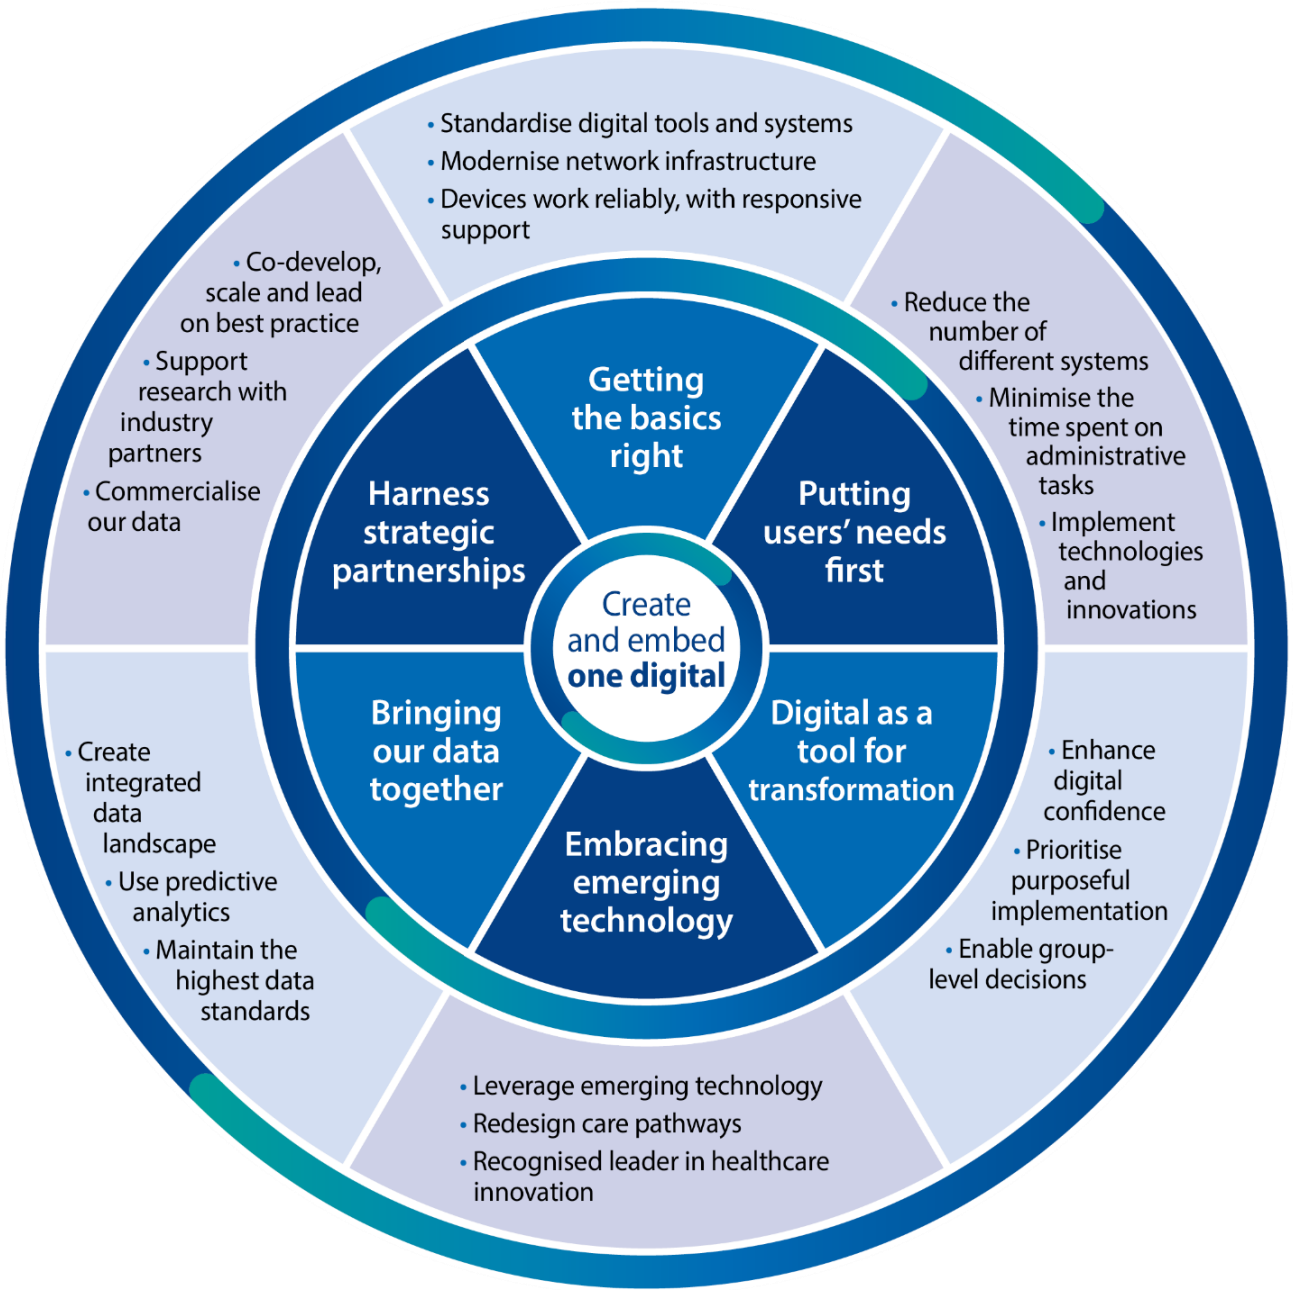 • Standardise digital tools and systems
• Modernise network infrastructure
• Devices work reliably, with responsive
support
• Reduce the
number of
different systems
• Minimise the
time spent on
administrative
tasks
• Implement
technologies
and
innovations
• Enhance
digital
confidence
• Prioritise
purposeful
implementation
• Enable group-
level decisions
• Leverage emerging technology
• Redesign care pathways
• Recognised leader in healthcare
innovation
• Create
integrated
data
landscape
• Use predictive
analytics
• Maintain the
highest data
standards
• Co-develop,
scale and lead
on best practice
• Support
research with
industry
partners
• Commercialise
our data
Getting
the basics
right
Putting
users’ needs
first
Digital as a
tool for
transformation
Embracing
emerging
technology
Bringing
our data
together
Harness
strategic
partnerships
Create
and embed
one digital